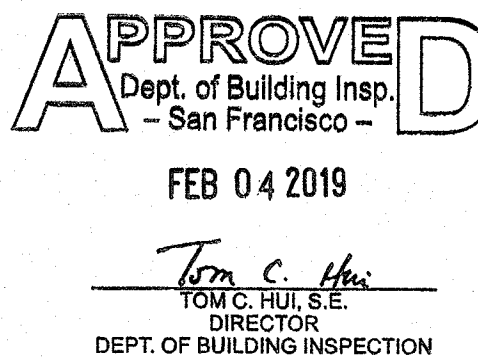 APPROVED
Dept. of Building Insp.
– San Francisco –
FEB 04 2019
Tom C. Hui
TOM C. HUI, S.E.
DIRECTOR
DEPT. OF BUILDING INSPECTION